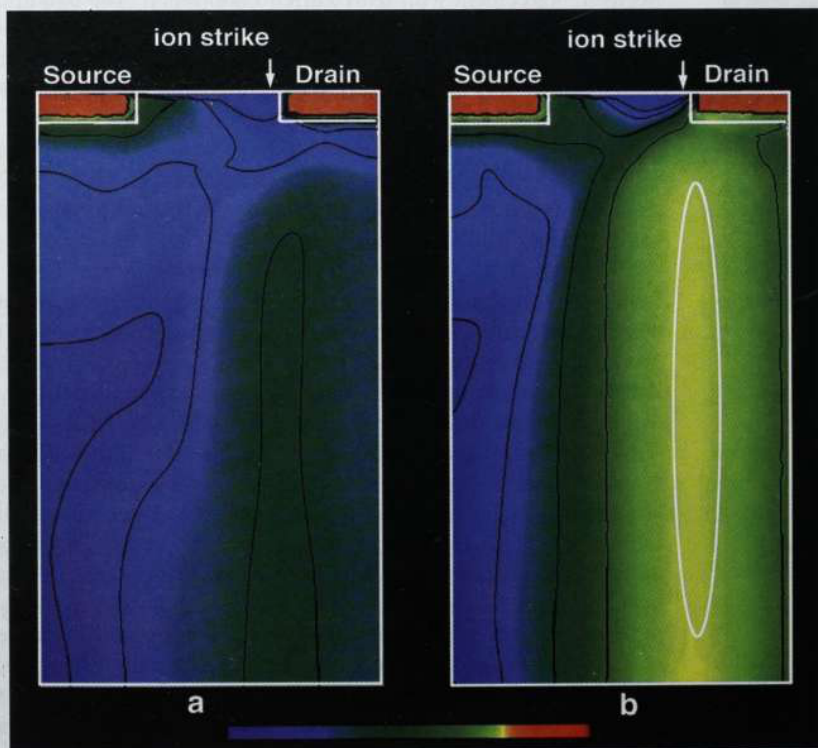 ion strike
ion strike
Source
Drain
Source
Drain
a
b